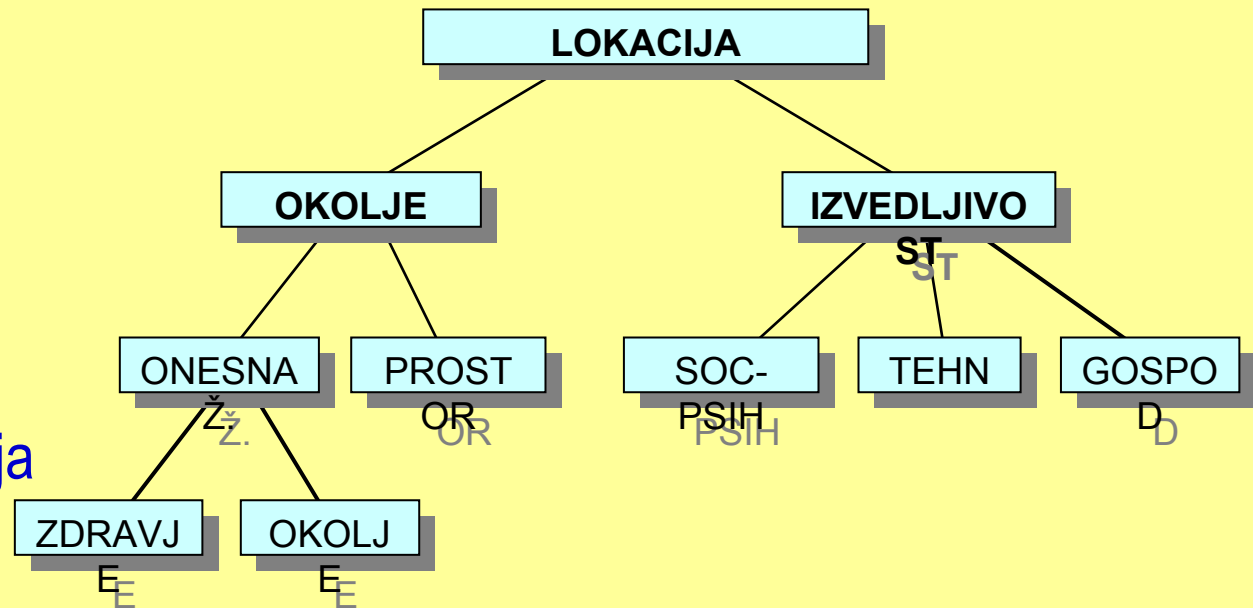 LOKACIJA
OKOLJE
IZVEDLJIVO
ST
ONESNA
Ž.
PROST
OR
SOC-
PSIH
TEHN
GOSPO
D
ja
ZDRAVJ
E
OKOLJ
E